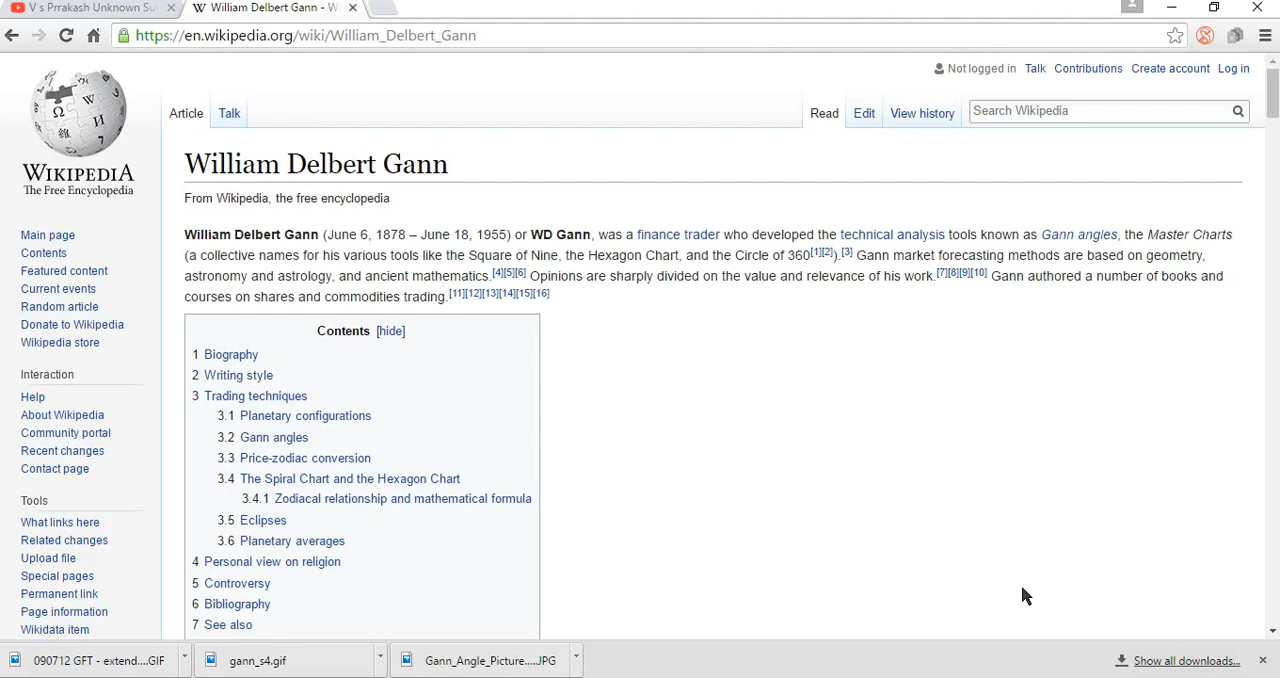 V s Prrakash Unknown Su
William Delbert Gann - W
https://en.wikipedia.org/wiki/William_Delbert_Gann
Not logged in Talk Contributions Create account Log in
Article Talk Read Edit View history Search Wikipedia
WIKIPEDIA
The Free Encyclopedia
Main page
Contents
Featured content
Current events
Random article
Donate to Wikipedia
Wikipedia store
Interaction
Help
About Wikipedia
Community portal
Recent changes
Contact page
Tools
What links here
Related changes
Upload file
Special pages
Permanent link
Page information
Wikidata item
William Delbert Gann
From Wikipedia, the free encyclopedia
William Delbert Gann (June 6, 1878 – June 18, 1955) or WD Gann, was a finance trader who developed the technical analysis tools known as Gann angles, the Master Charts
(a collective names for his various tools like the Square of Nine, the Hexagon Chart, and the Circle of 360[1][2]).[3] Gann market forecasting methods are based on geometry,
astronomy and astrology, and ancient mathematics.[4][5][6] Opinions are sharply divided on the value and relevance of his work.[7][8][9][10] Gann authored a number of books and
courses on shares and commodities trading.[11][12][13][14][15][16]
Contents [hide]
1 Biography
2 Writing style
3 Trading techniques
3.1 Planetary configurations
3.2 Gann angles
3.3 Price-zodiac conversion
3.4 The Spiral Chart and the Hexagon Chart
3.4.1 Zodiacal relationship and mathematical formula
3.5 Eclipses
3.6 Planetary averages
4 Personal view on religion
5 Controversy
6 Bibliography
7 See also
090712 GFT - extend....GIF
gann_s4.gif
Gann_Angle_Picture.....JPG
Show all downloads...